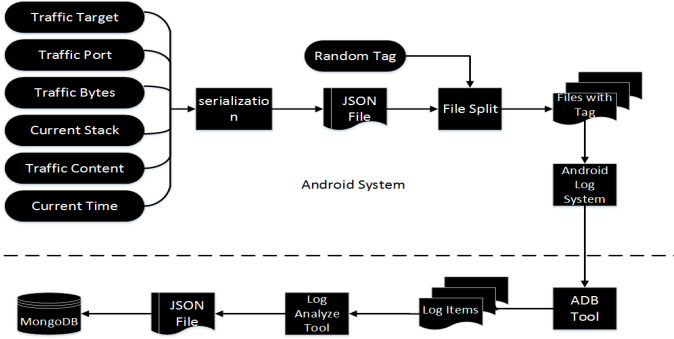 Traffic Target
Traffic Port
Traffic Bytes
Current Stack
Traffic Content
Current Time
serializatio
n
JSON
File
Random Tag
File Split
Files with
Tag
Android System
Android
Log
System
ADB
Tool
Log Items
Log
Analyze
Tool
JSON
File
MongoDB